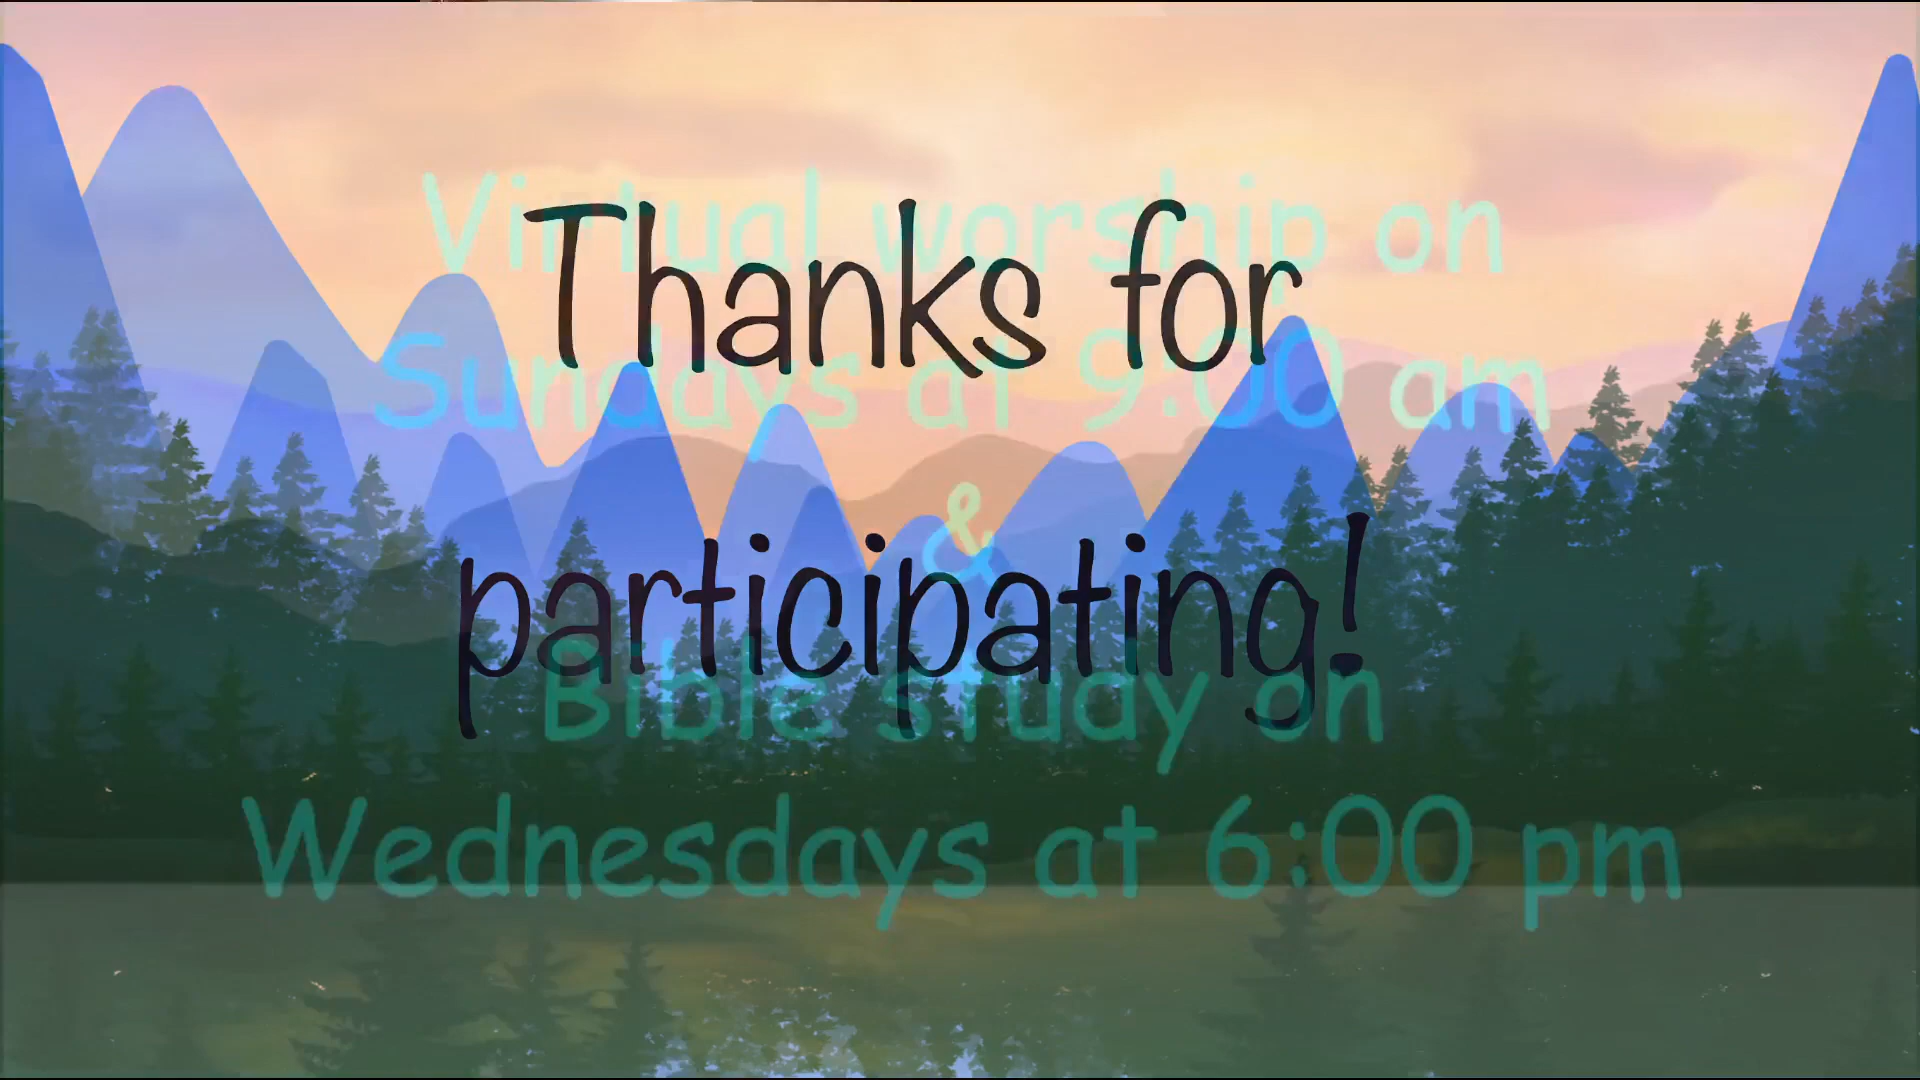 Thanks for
participating!
Virtual worship on
Sundays at 9:00 am
&
Bible study on
Wednesdays at 6:00 pm